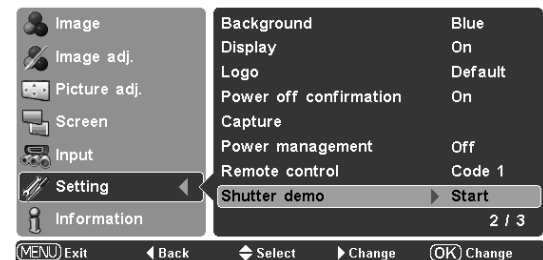 Image
Image adj.
Picture adj.
Screen
Input
Setting
Information
Background Blue
Display On
Logo Default
Power off confirmation On
Capture
Power management Off
Remote control Code 1
Shutter demo Start
2 / 3
MENU Exit Back Select Change OK Change